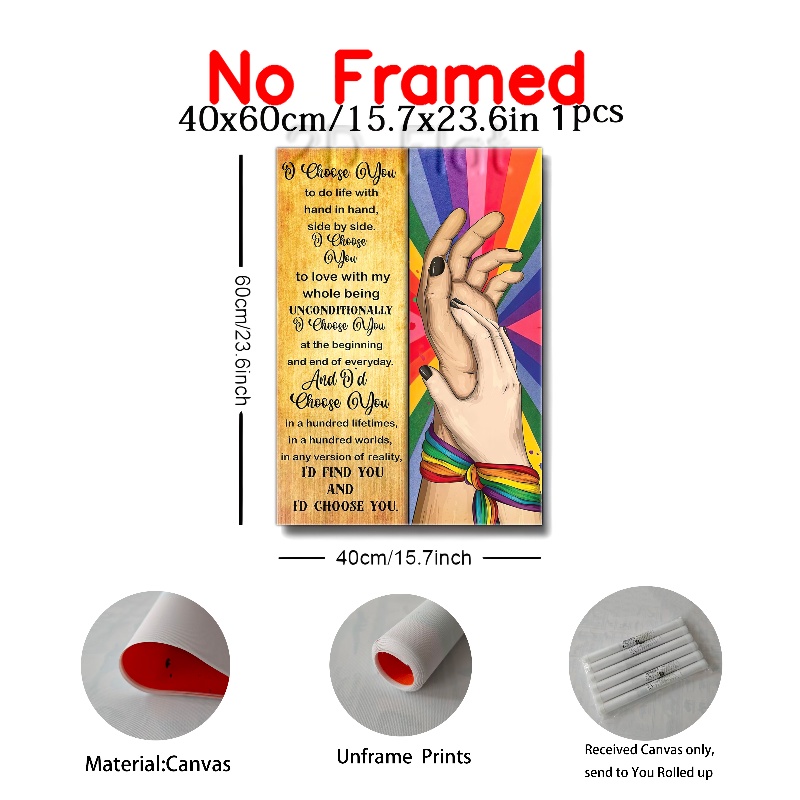 No Framed
40x60cm/15.7x23.6in 1pcs
I Choose You
to do life with
hand in hand,
side by side.
I Choose
You
to love with my
whole being
UNCONDITIONALLY
I Choose You
at the beginning
and end of everyday.
And I'd
Choose You
in a hundred lifetimes,
in a hundred worlds,
in any version of reality,
I'D FIND YOU
AND
I'D CHOOSE YOU.
60cm/23.6inch
40cm/15.7inch
Material:Canvas
Unframe Prints
Received Canvas only,
send to You Rolled up